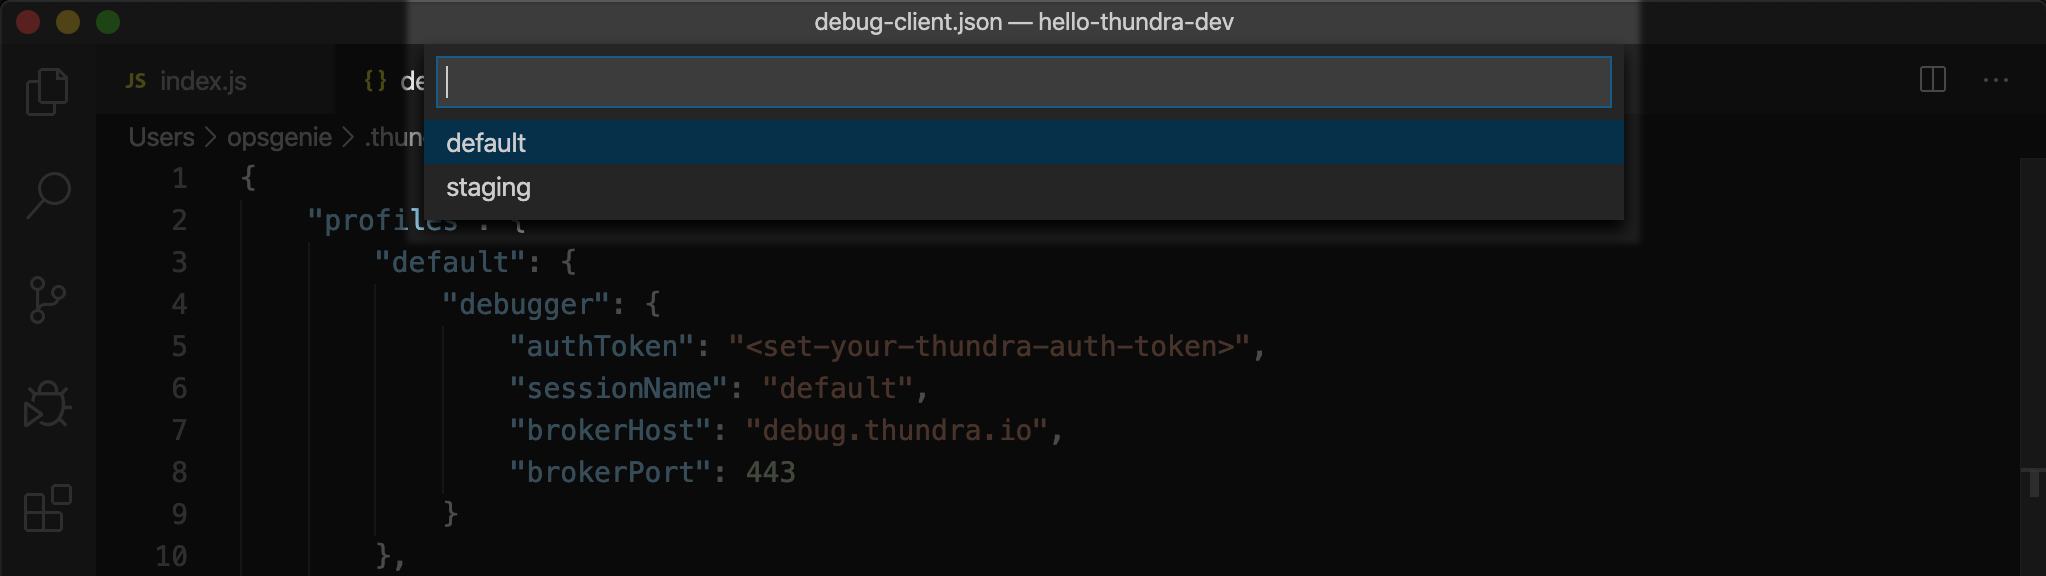 debug-client.json — hello-thundra-dev
JS index.js
{} de
default
staging
Users > opsgenie > .thun
1 {
2 "profiles": {
3 "default": {
4 "debugger": {
5 "authToken": "<set-your-thundra-auth-token>",
6 "sessionName": "default",
7 "brokerHost": "debug.thundra.io",
8 "brokerPort": 443
9 }
10 },